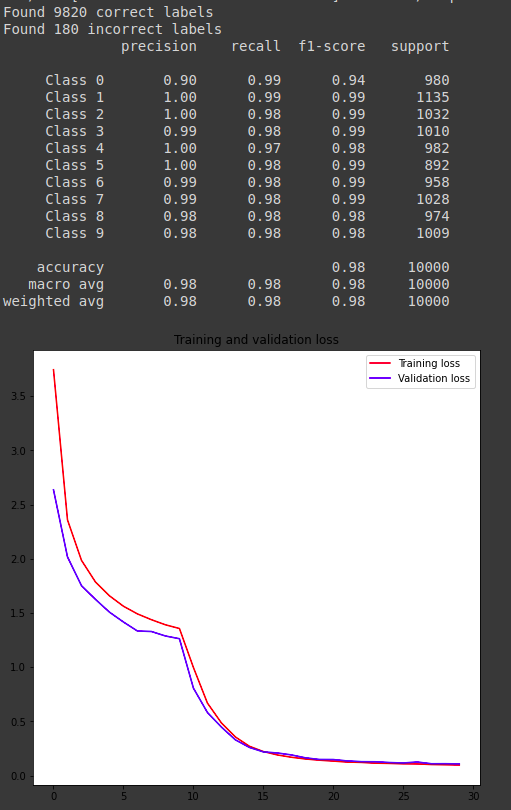 Found 9820 correct labels
Found 180 incorrect labels
precision recall f1-score support
Class 0 0.90 0.99 0.94 980
Class 1 1.00 0.99 0.99 1135
Class 2 1.00 0.98 0.99 1032
Class 3 0.99 0.98 0.99 1010
Class 4 1.00 0.97 0.98 982
Class 5 1.00 0.98 0.99 892
Class 6 0.99 0.98 0.99 958
Class 7 0.99 0.98 0.99 1028
Class 8 0.98 0.98 0.98 974
Class 9 0.98 0.98 0.98 1009
accuracy 0.98 10000
macro avg 0.98 0.98 0.98 10000
weighted avg 0.98 0.98 0.98 10000
Training and validation loss
Training loss
Validation loss
3.5
3.0
2.5
2.0
1.5
1.0
0.5
0.0
0 5 10 15 20 25 30